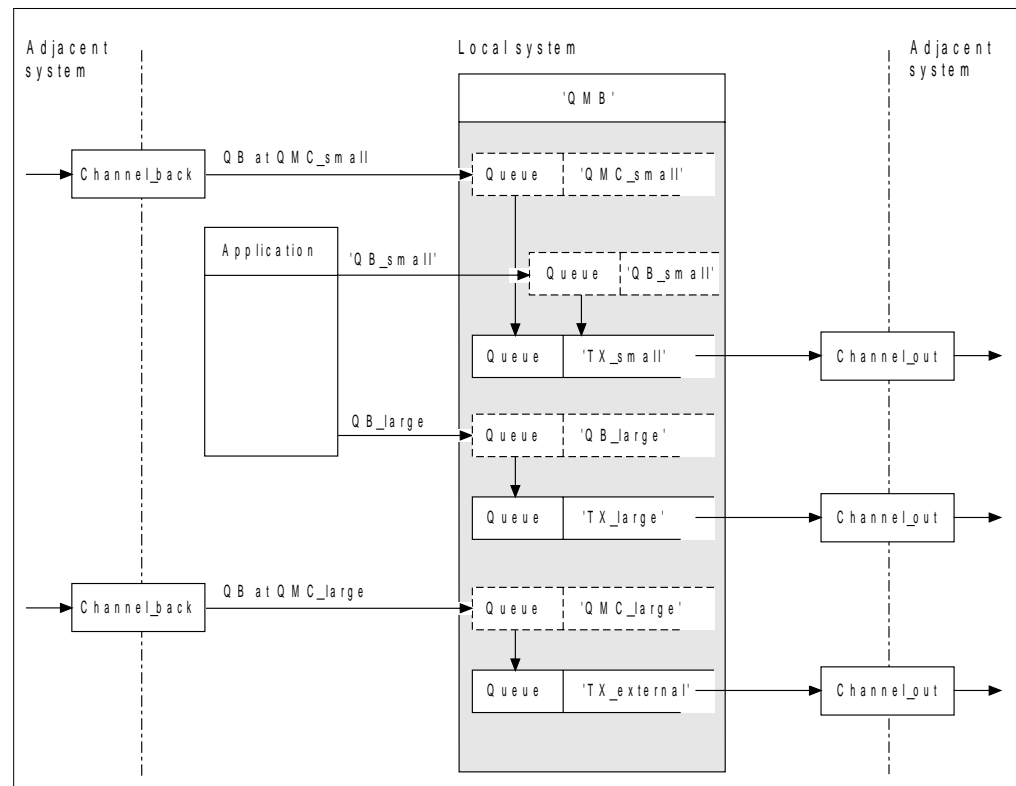 Adjacent
system
Local system
Adjacent
system
'QMB'
QB at QMC_small
Channel_back
Queue 'QMC_small'
Application
'QB_small'
Queue 'QB_small'
Queue 'TX_small'
Channel_out
QB_large
Queue 'QB_large'
Queue 'TX_large'
Channel_out
QB at QMC_large
Channel_back
Queue 'QMC_large'
Queue 'TX_external'
Channel_out